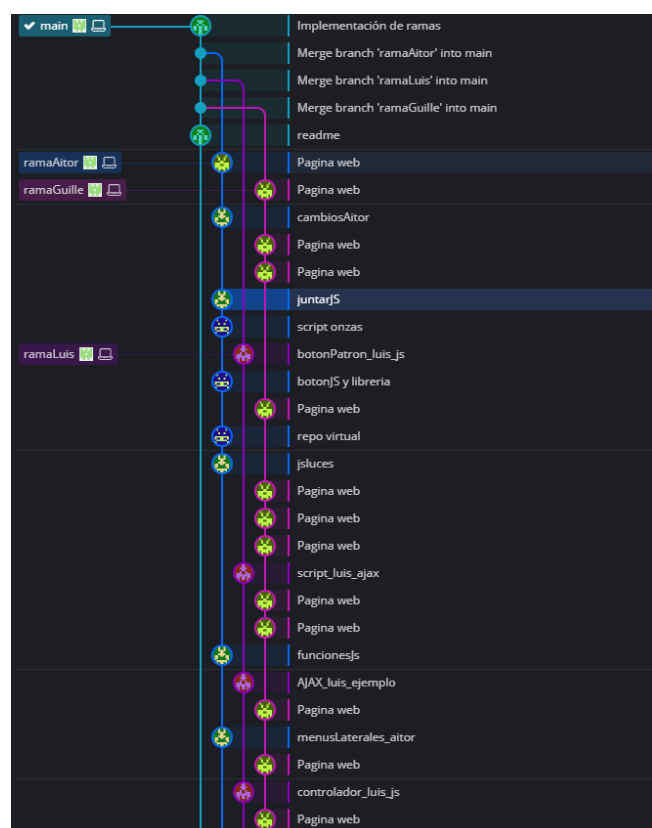 main Implementación de ramas
Merge branch 'ramaAitor' into main
Merge branch 'ramaLuis' into main
Merge branch 'ramaGuille' into main
readme
ramaAitor Pagina web
ramaGuille Pagina web
cambiosAitor
Pagina web
Pagina web
juntarJS
script onzas
ramaLuis botonPatron_luis_js
botonJS y libreria
Pagina web
repo virtual
jsluces
Pagina web
Pagina web
Pagina web
script_luis_ajax
Pagina web
Pagina web
funcionesJs
AJAX_luis_ejemplo
Pagina web
menusLaterales_aitor
Pagina web
controlador_luis_js
Pagina web